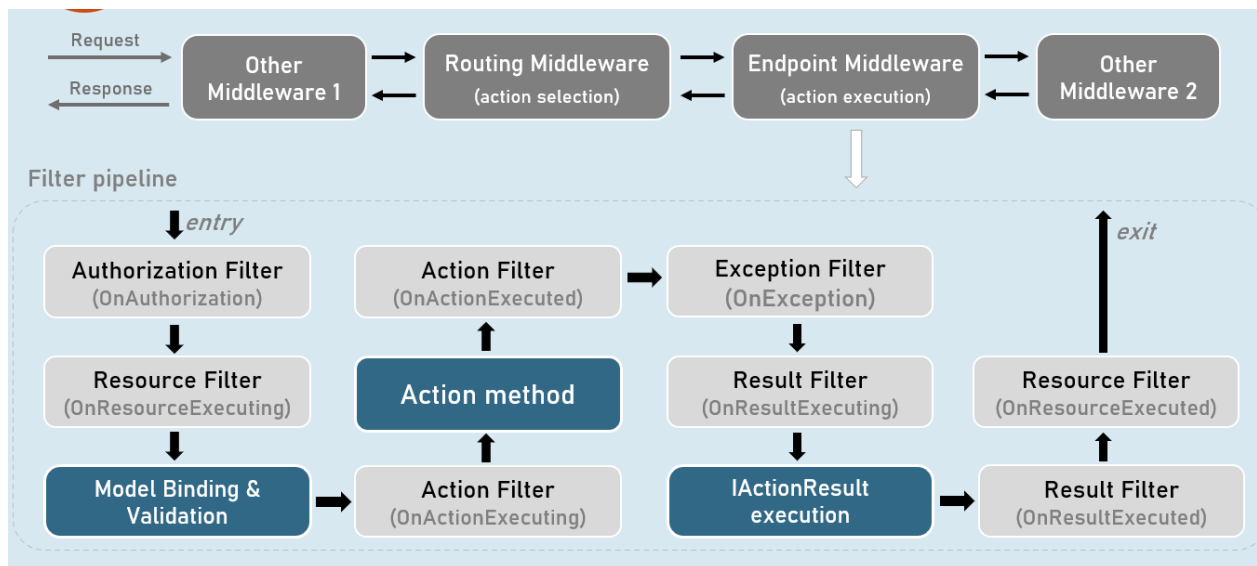 Request
Response
Other
Middleware 1
Routing Middleware
(action selection)
Endpoint Middleware
(action execution)
Other
Middleware 2
Filter pipeline
entry
exit
Authorization Filter
(OnAuthorization)
Resource Filter
(OnResourceExecuting)
Model Binding &
Validation
Action Filter
(OnActionExecuting)
Action method
Action Filter
(OnActionExecuted)
Exception Filter
(OnException)
Result Filter
(OnResultExecuting)
IActionResult
execution
Result Filter
(OnResultExecuted)
Resource Filter
(OnResourceExecuted)